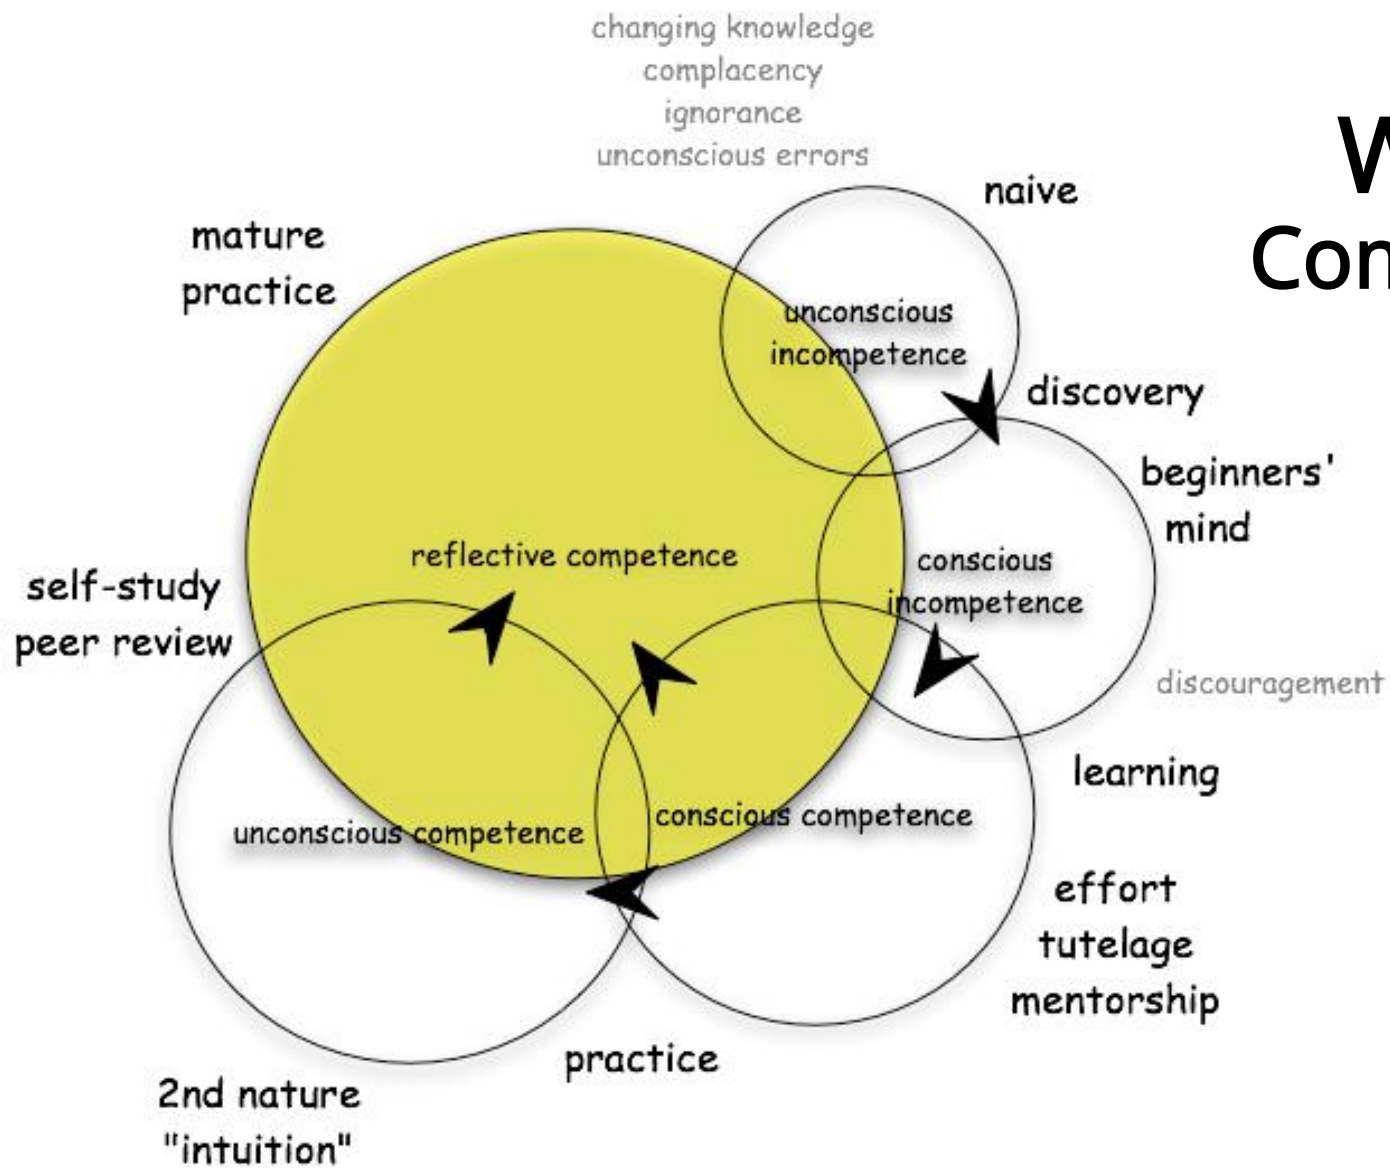 changing knowledge
complacency
ignorance
unconscious errors
naive
mature
practice
unconscious
incompetence
discovery
beginners'
mind
reflective competence
conscious
incompetence
self-study
peer review
discouragement
learning
unconscious competence
conscious competence
effort
tutelage
mentorship
practice
2nd nature
"intuition"